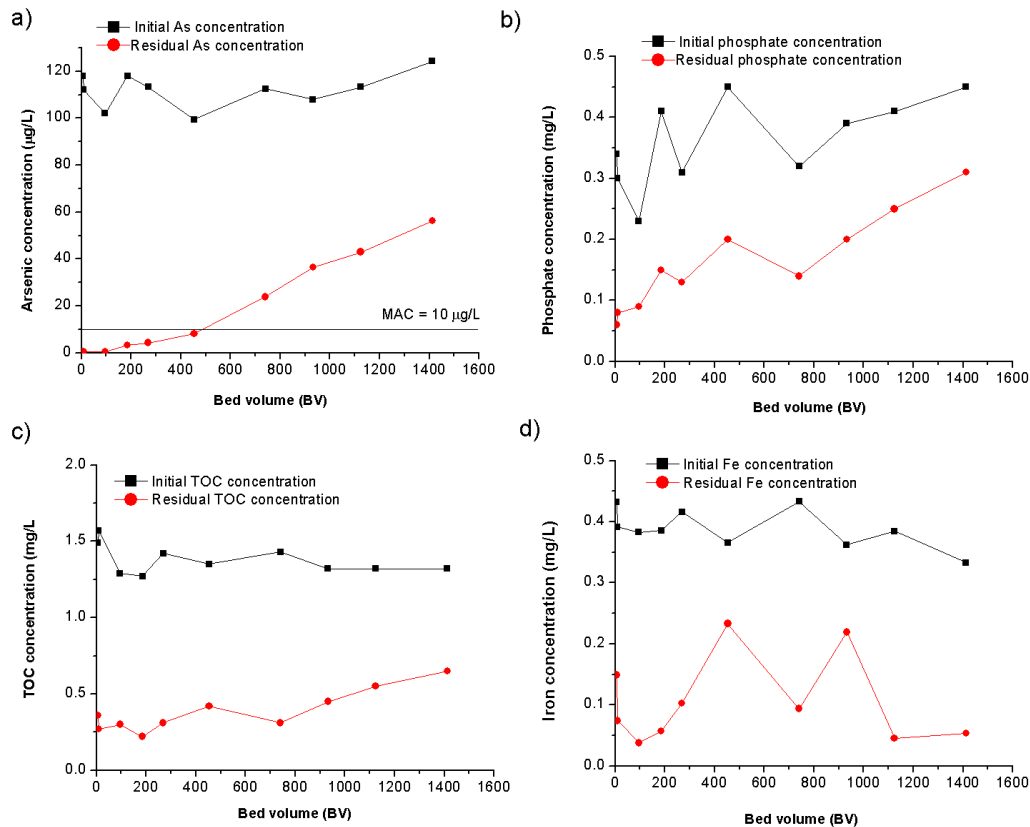 a)
Initial As concentration
Residual As concentration
120
100
80
60
40
20
0
Arsenic concentration (µg/L)
MAC = 10 µg/L
0 200 400 600 800 1000 1200 1400 1600
Bed volume (BV)
b)
Initial phosphate concentration
Residual phosphate concentration
0.5
0.4
0.3
0.2
0.1
0.0
Phosphate concentration (mg/L)
0 200 400 600 800 1000 1200 1400 1600
Bed volume (BV)
c)
Initial TOC concentration
Residual TOC concentration
2.0
1.5
1.0
0.5
0.0
TOC concentration (mg/L
0 200 400 600 800 1000 1200 1400 1600
Bed volume (BV)
d)
Initial Fe concentration
Residual Fe concentration
0.5
0.4
0.3
0.2
0.1
0.0
Iron concentration (mg/L)
0 200 400 600 800 1000 1200 1400 1600
Bed volume (BV)